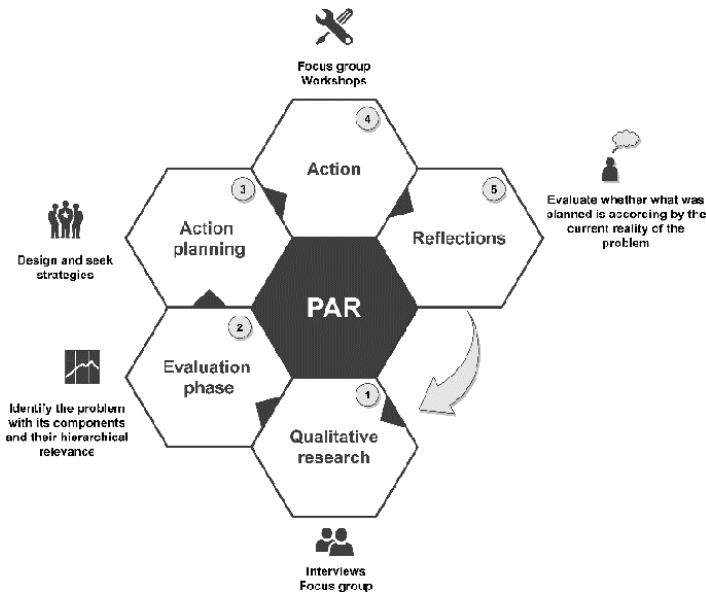 Focus group
Workshops
4
Action
3
Action
planning
5
Reflections
Evaluate whether what was
planned is according by the
current reality of the
problem
Design and seek
strategies
PAR
2
Evaluation
phase
1
Qualitative
research
Identify the problem
with its components
and their hierarchical
relevance
Interviews
Focus group